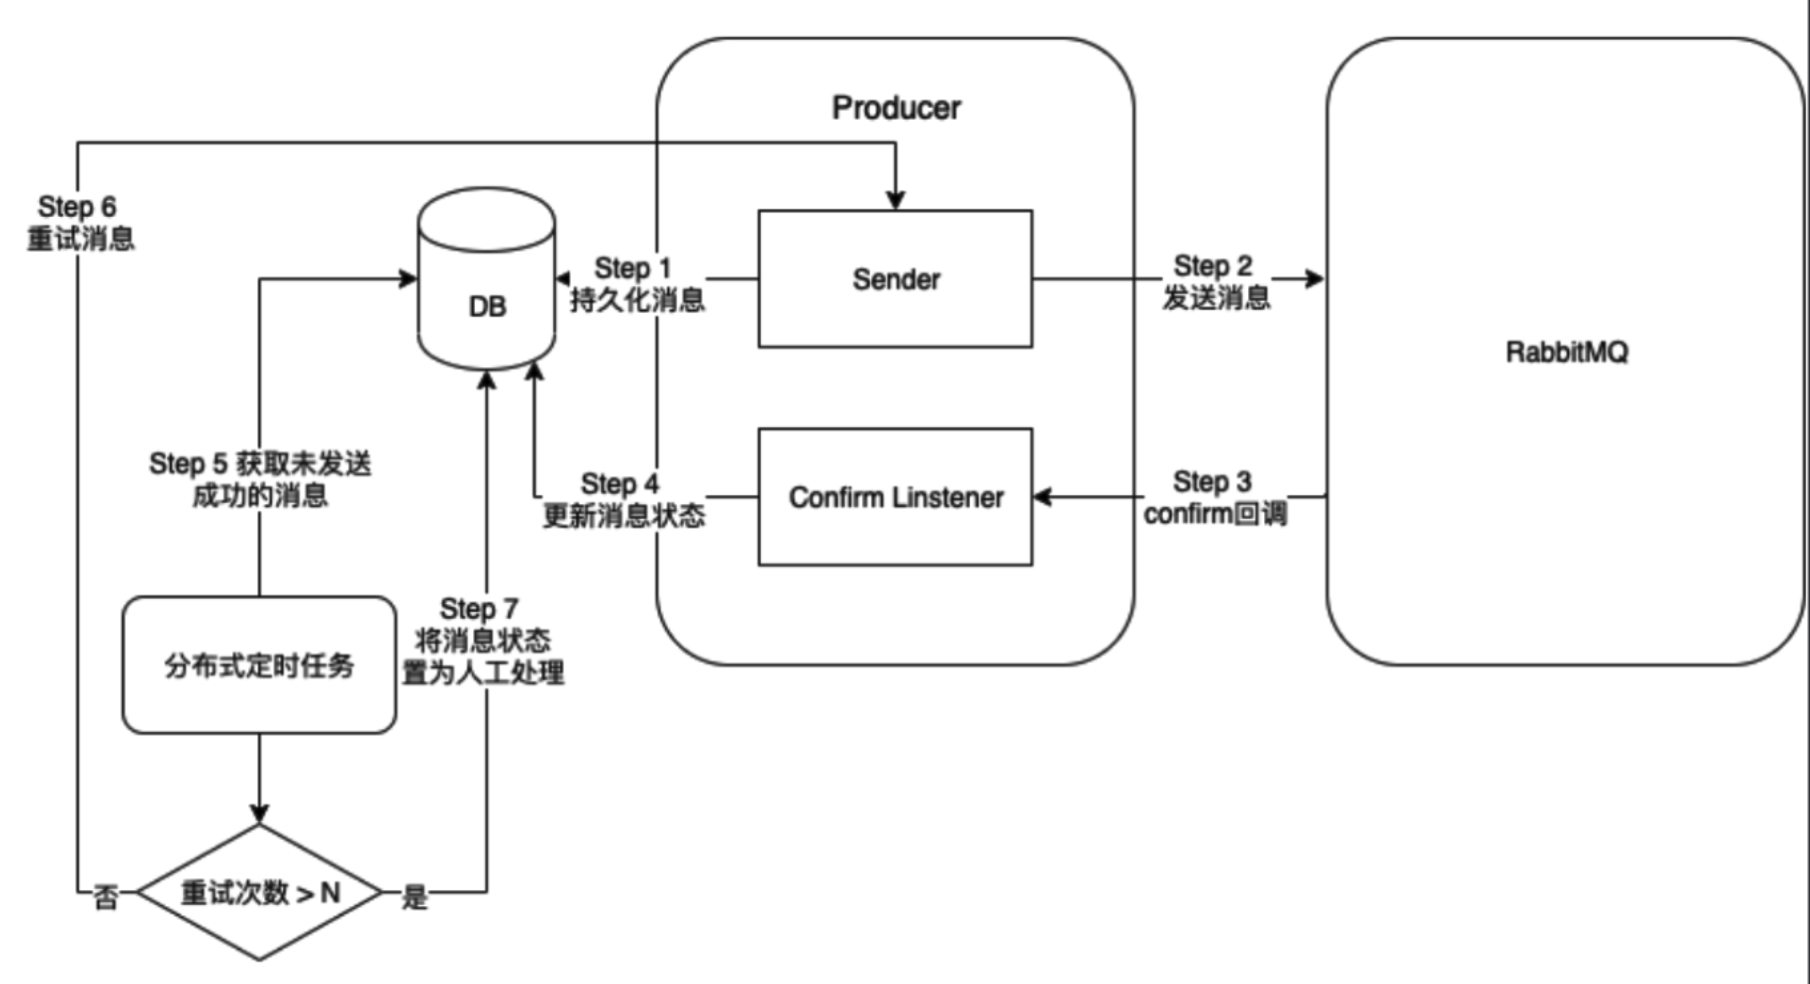 Producer
Step 6
重试消息
DB
Step 1
持久化消息
Sender
Step 2
发送消息
RabbitMQ
Step 5 获取未发送
成功的消息
Step 4
更新消息状态
Confirm Linstener
Step 3
confirm回调
分布式定时任务
Step 7
将消息状态
置为人工处理
否
重试次数 > N
是